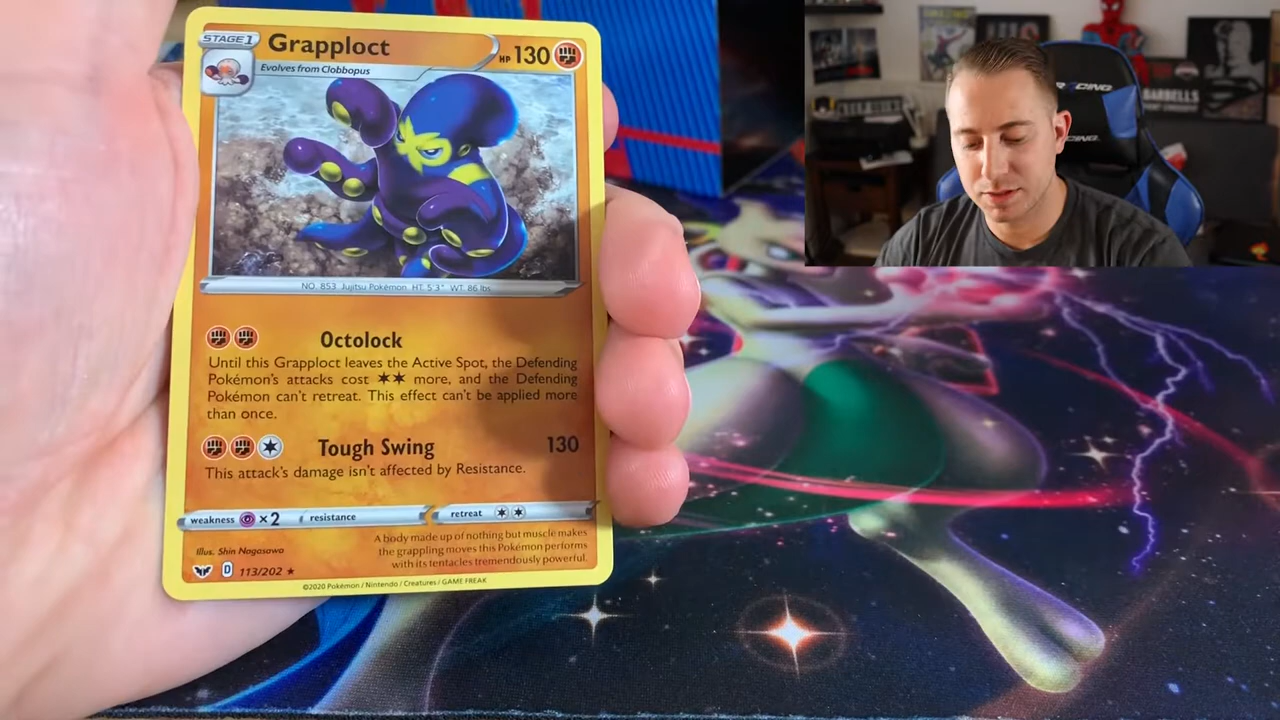 STAGE 1
Grapploct
HP 130
Evolves from Clobbopus
NO. 853 Jujitsu Pokémon HT. 5'3" WT. 86 lbs.
Octolock
Until this Grapploct leaves the Active Spot, the Defending
Pokémon's attacks cost more, and the Defending
Pokémon can't retreat. This effect can't be applied more
than once.
Tough Swing 130
This attack's damage isn't affected by Resistance.
weakness ×2 resistance retreat
A body made up of nothing but muscle makes
the grappling moves this Pokémon performs
with its tentacles tremendously powerful.
Illus. Shin Nagasawa
D 113/202 ★
©2020 Pokémon / Nintendo / Creatures / GAME FREAK
RACING
RACING.
BARBELLS